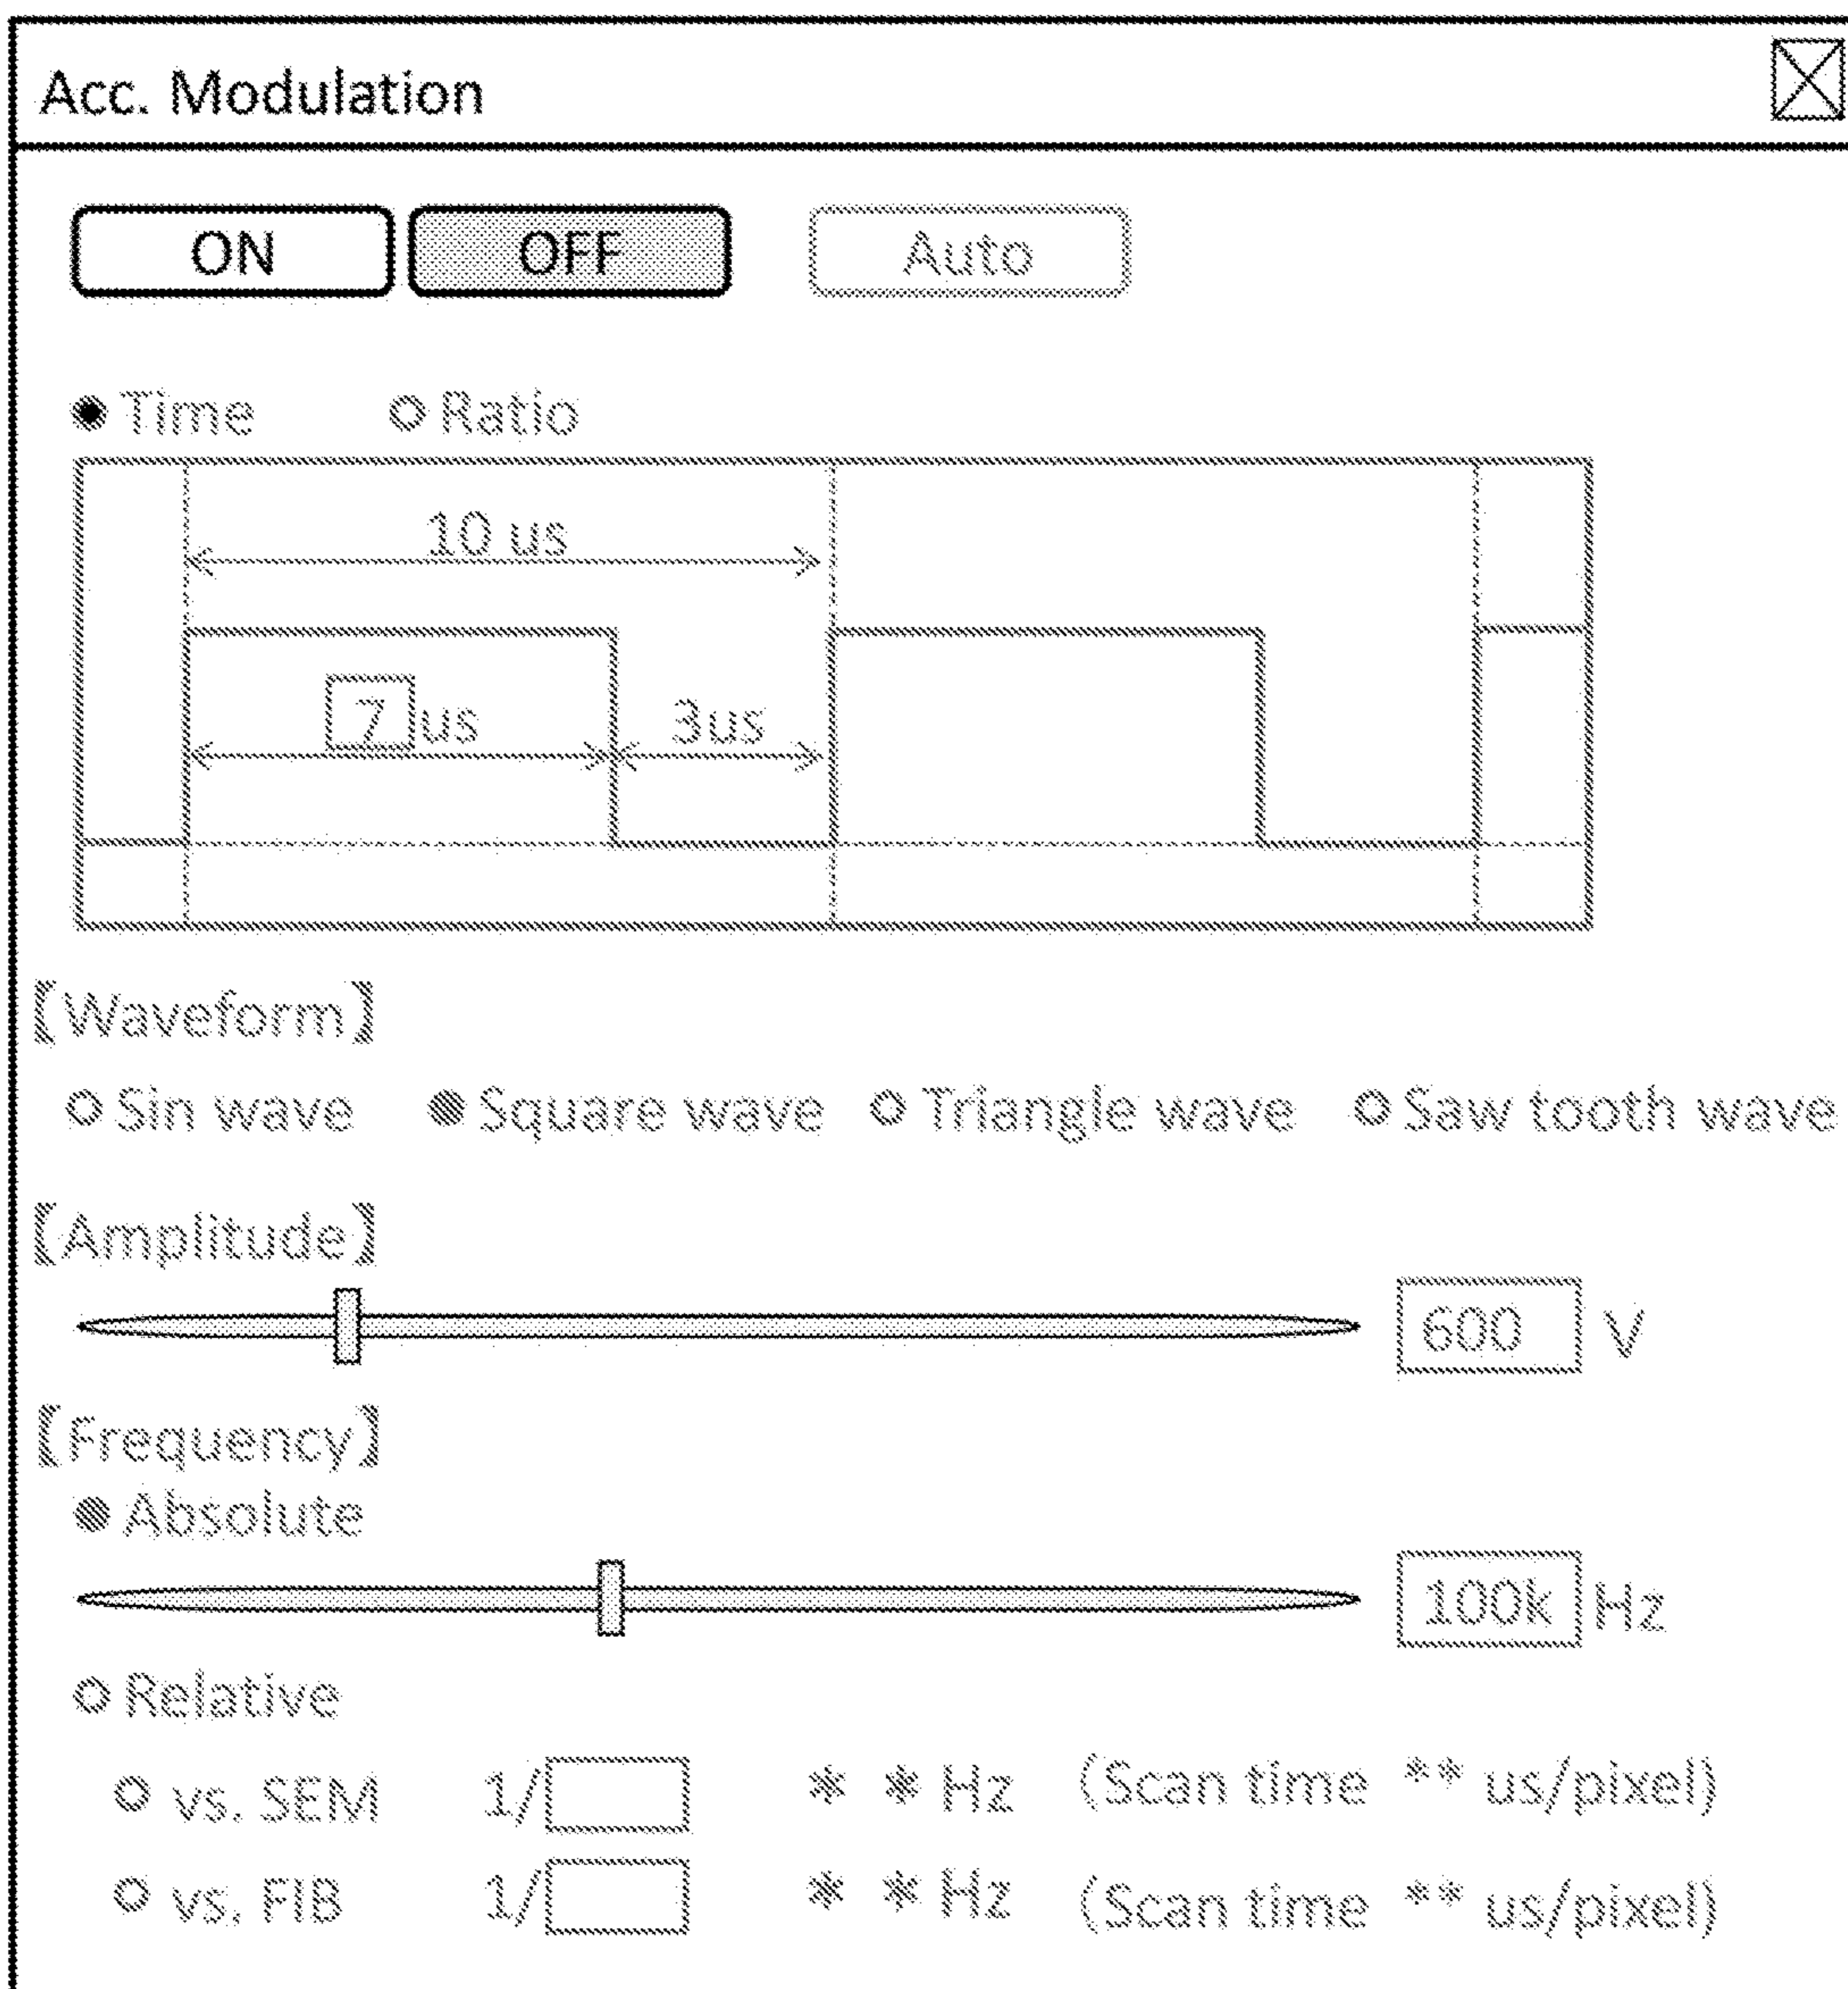 Acc. Modulation
ON OFF Auto
Time Ratio
10 us
7 us 3us
【Waveform】
Sin wave Square wave Triangle wave Saw tooth wave
【Amplitude】
600 V
【Frequency】
Absolute
100k Hz
Relative
vs. SEM 1/ * * Hz (Scan time ** us/pixel)
vs. FIB 1/ * * Hz (Scan time ** us/pixel)